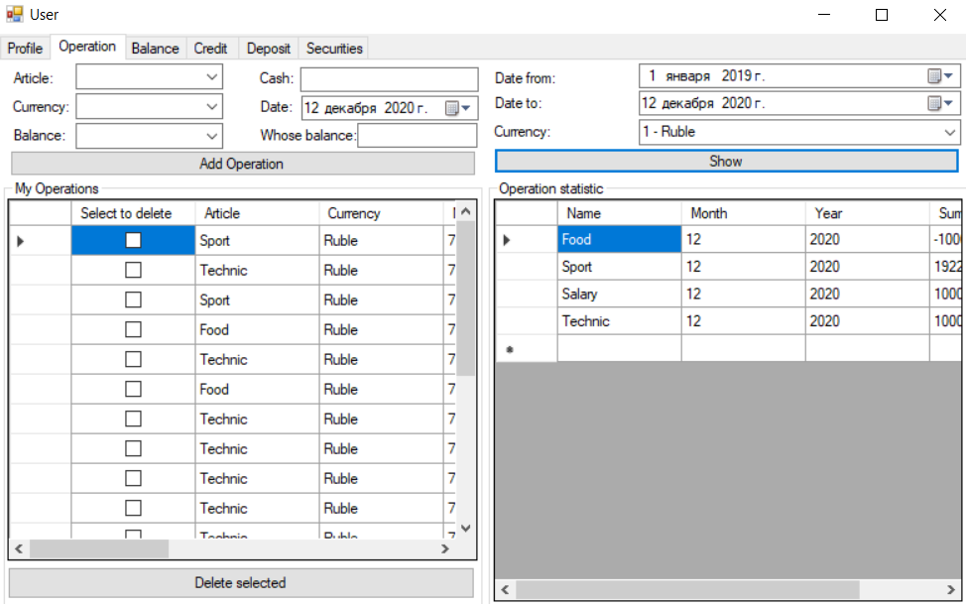 User
Profile Operation Balance Credit Deposit Securities
Article:
Cash:
Currency:
Date: 12 декабря 2020 г.
Balance:
Whose balance:
Add Operation
Date from: 1 января 2019 г.
Date to: 12 декабря 2020 г.
Currency: 1 - Ruble
Show
My Operations
Select to delete Article Currency
Sport Ruble 7
Technic Ruble 7
Sport Ruble 7
Food Ruble 7
Technic Ruble 7
Food Ruble 7
Technic Ruble 7
Technic Ruble 7
Technic Ruble 7
Technic Ruble 7
Technic Ruble 7
Delete selected
Operation statistic
Name Month Year Sum
Food 12 2020 -1000
Sport 12 2020 1922
Salary 12 2020 1000
Technic 12 2020 1000